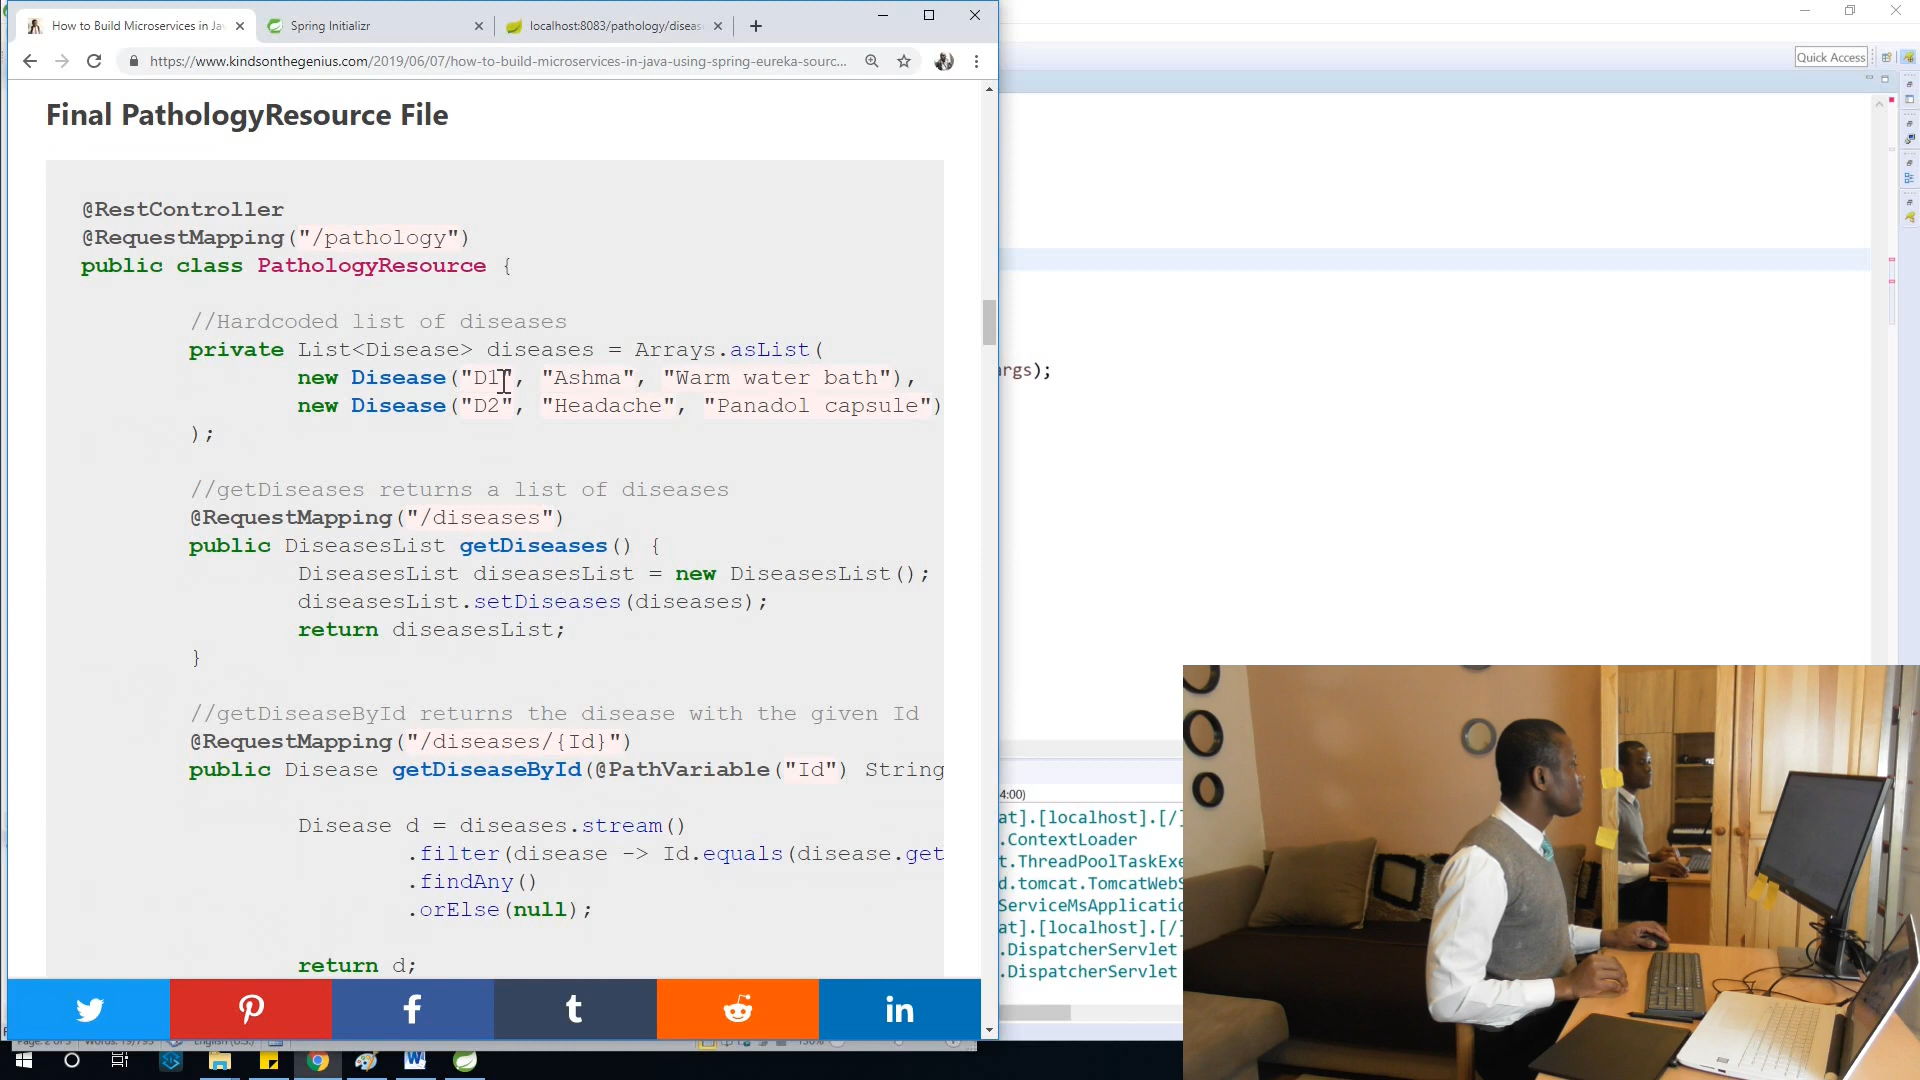 How to Build Microservices in Ja
Spring Initializr
localhost:8083/pathology/diseas
https://www.kindsonthegenius.com/2019/06/07/how-to-build-microservices-in-java-using-spring-eureka-sourc...
Quick Access
Final PathologyResource File
@RestController
@RequestMapping("/pathology")
public class PathologyResource {
//Hardcoded list of diseases
private List<Disease> diseases = Arrays.asList(
new Disease("D1", "Ashma", "Warm water bath"),
new Disease("D2", "Headache", "Panadol capsule")
);
//getDiseases returns a list of diseases
@RequestMapping("/diseases")
public DiseasesList getDiseases() {
DiseasesList diseasesList = new DiseasesList();
diseasesList.setDiseases(diseases);
return diseasesList;
}
//getDiseaseById returns the disease with the given Id
@RequestMapping("/diseases/{Id}")
public Disease getDiseaseById(@PathVariable("Id") String
Disease d = diseases.stream()
.filter(disease -> Id.equals(disease.get
.findAny()
.orElse(null);
return d;
args);
4:00)
at].[localhost].[/]
.ContextLoader
t.ThreadPoolTaskExe
d.tomcat.TomcatWebS
ServiceMsApplicatio
at].[localhost].[/]
.DispatcherServlet
.DispatcherServlet